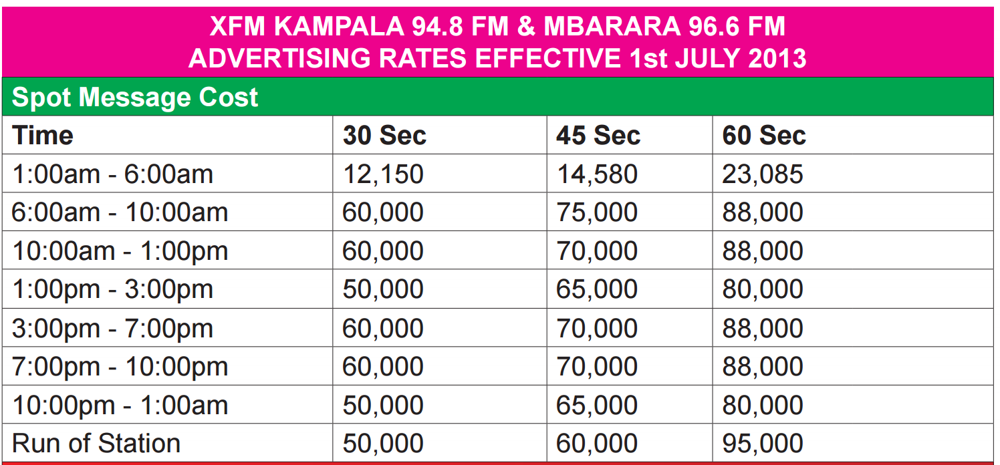 XFM KAMPALA 94.8 FM & MBARARA 96.6 FM
ADVERTISING RATES EFFECTIVE 1st JULY 2013
Spot Message Cost
Time 30 Sec 45 Sec 60 Sec
1:00am - 6:00am 12,150 14,580 23,085
6:00am - 10:00am 60,000 75,000 88,000
10:00am - 1:00pm 60,000 70,000 88,000
1:00pm - 3:00pm 50,000 65,000 80,000
3:00pm - 7:00pm 60,000 70,000 88,000
7:00pm - 10:00pm 60,000 70,000 88,000
10:00pm - 1:00am 50,000 65,000 80,000
Run of Station 50,000 60,000 95,000